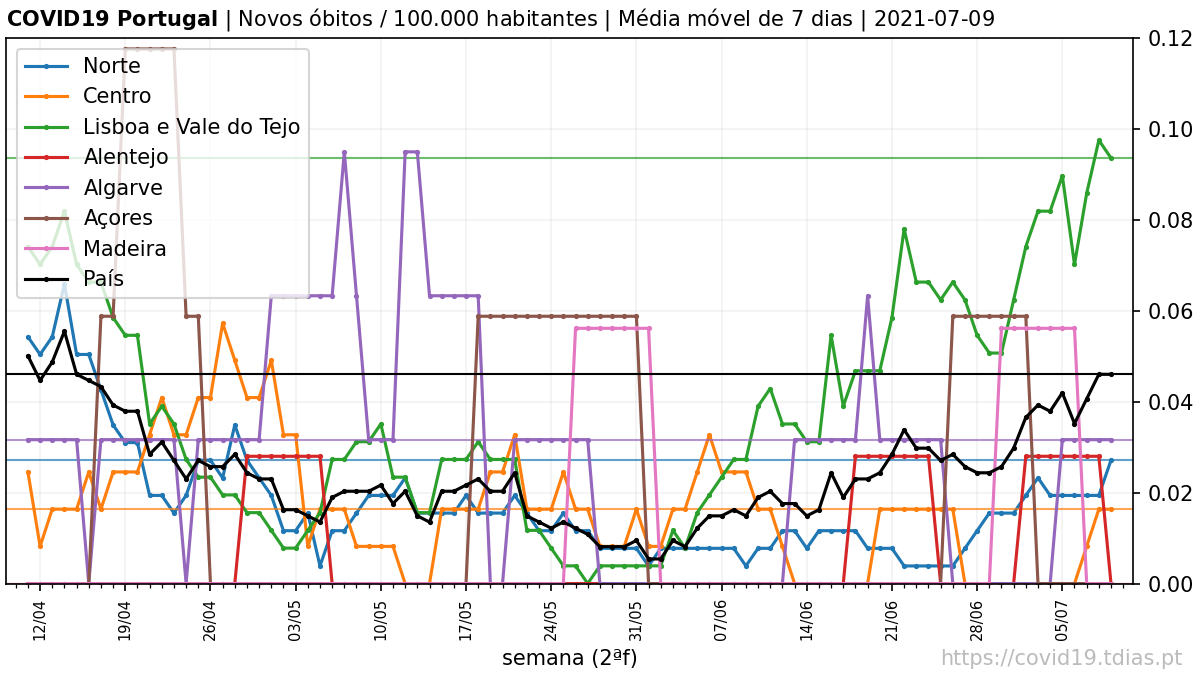 COVID19 Portugal | Novos óbitos / 100.000 habitantes | Média móvel de 7 dias | 2021-07-09
Norte
Centro
Lisboa e Vale do Tejo
Alentejo
Algarve
Açores
Madeira
País
0.12
0.10
0.08
0.06
0.04
0.02
0.00
12/04
19/04
26/04
03/05
10/05
17/05
24/05
31/05
07/06
14/06
21/06
28/06
05/07
semana (2ªf)
https://covid19.tdias.pt